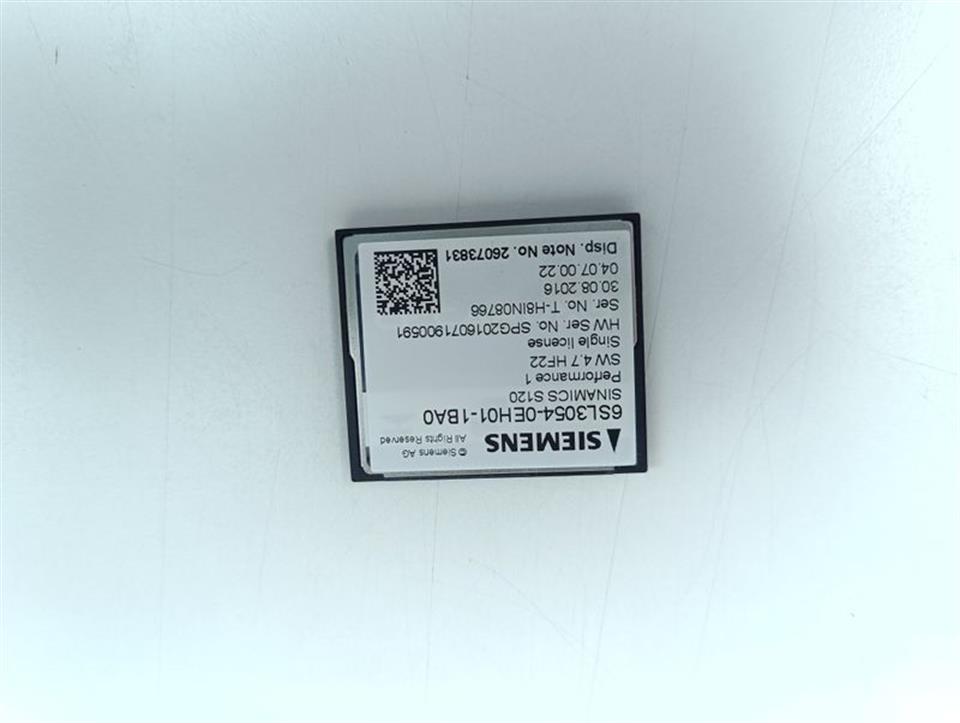 SIEMENS
© Siemens AG
All Rights Reserved
6SL3054-0EH01-1BA0
SINAMICS S120
Performance 1
SW 4.7 HF22
Single license
HW Ser. No. SPG2016071900591
Ser. No. T-H8IN08766
30.08.2016
04.07.00.22
Disp. Note No. 26073831